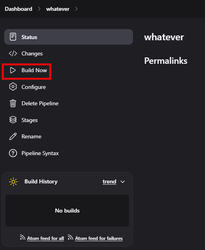 Dashboard > whatever >
Status
whatever
Changes
Permalinks
Build Now
Configure
Delete Pipeline
Stages
Rename
Pipeline Syntax
Build History trend
No builds
Atom feed for all Atom feed for failures